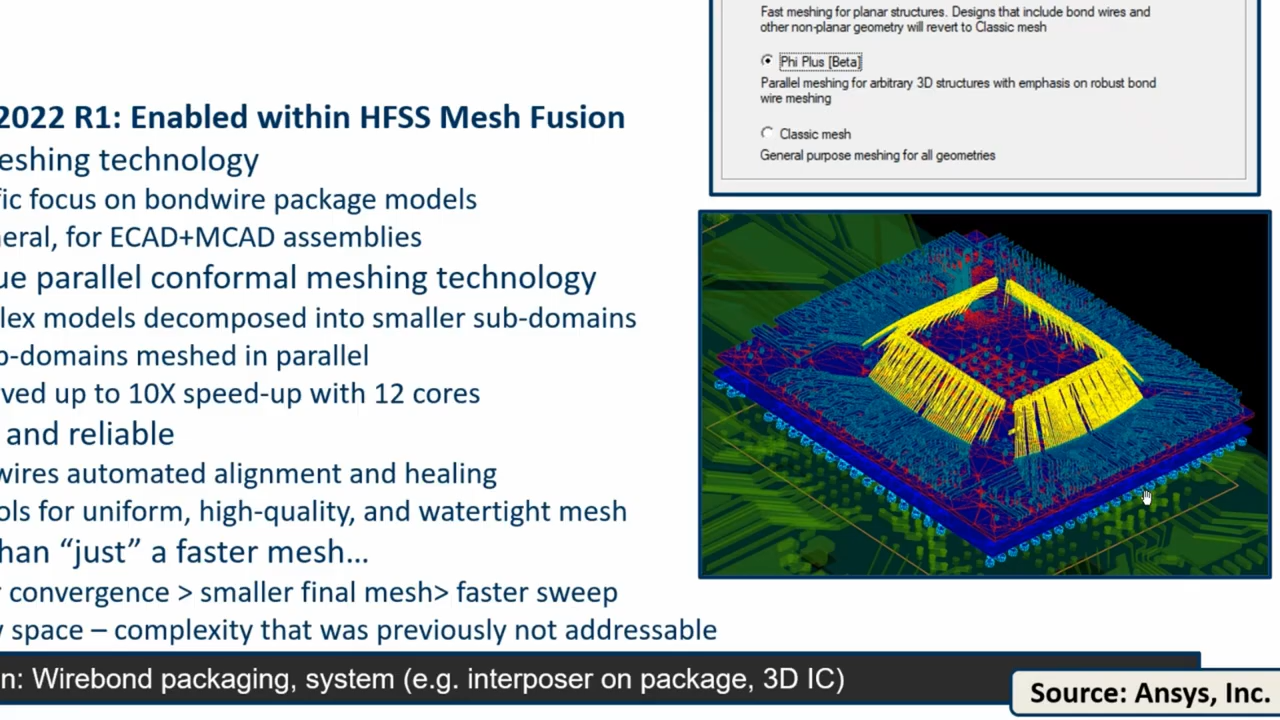 Fast meshing for planar structures. Designs that include bond wires and
other non-planar geometry will revert to Classic mesh
Phi Plus [Beta]
Parallel meshing for arbitrary 3D structures with emphasis on robust bond
wire meshing
Classic mesh
General purpose meshing for all geometries
2022 R1: Enabled within HFSS Mesh Fusion
eshing technology
fic focus on bondwire package models
neral, for ECAD+MCAD assemblies
ue parallel conformal meshing technology
lex models decomposed into smaller sub-domains
b-domains meshed in parallel
ved up to 10X speed-up with 12 cores
and reliable
wires automated alignment and healing
ols for uniform, high-quality, and watertight mesh
han “just” a faster mesh...
r convergence > smaller final mesh> faster sweep
v space – complexity that was previously not addressable
n: Wirebond packaging, system (e.g. interposer on package, 3D IC)
Source: Ansys, Inc.